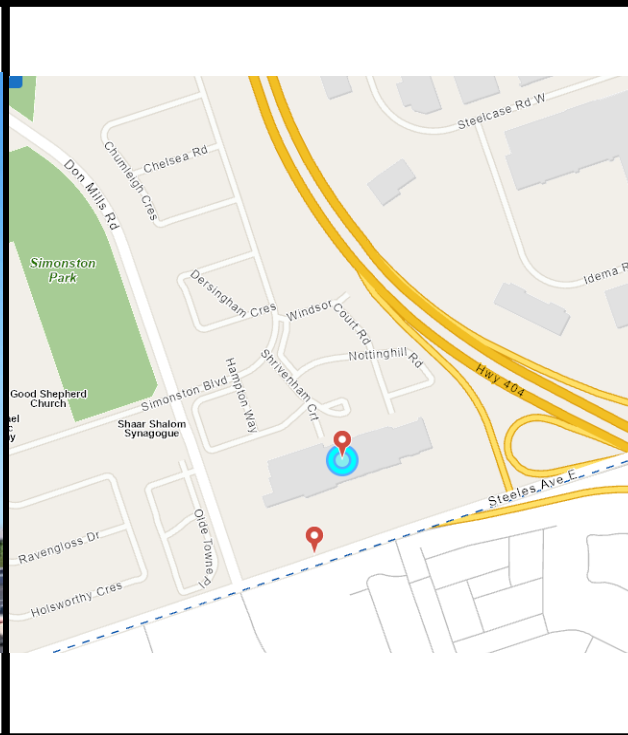 Steelcase Rd W
Chelsea Rd
Chumleigh Cres
Don Mills Rd
Simonston
Park
Idema R
Dersingham Cres
Windsor
Court Rd
Nottinghill Rd
Shrivenham Crt
Hwy 404
Hampton Way
Simonston Blvd
Good Shepherd
Church
Shaar Shalom
Synagogue
Steeles Ave E
Olde Towne Pl
Ravengloss Dr
Holsworthy Cres